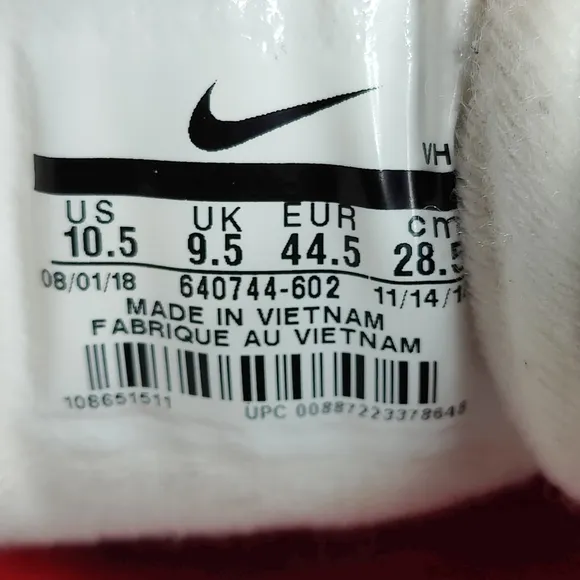 VH
US UK EUR cm
10.5 9.5 44.5 28.5
08/01/18 640744-602 11/14/1
MADE IN VIETNAM
FABRIQUE AU VIETNAM
108651511 UPC 00887223378648